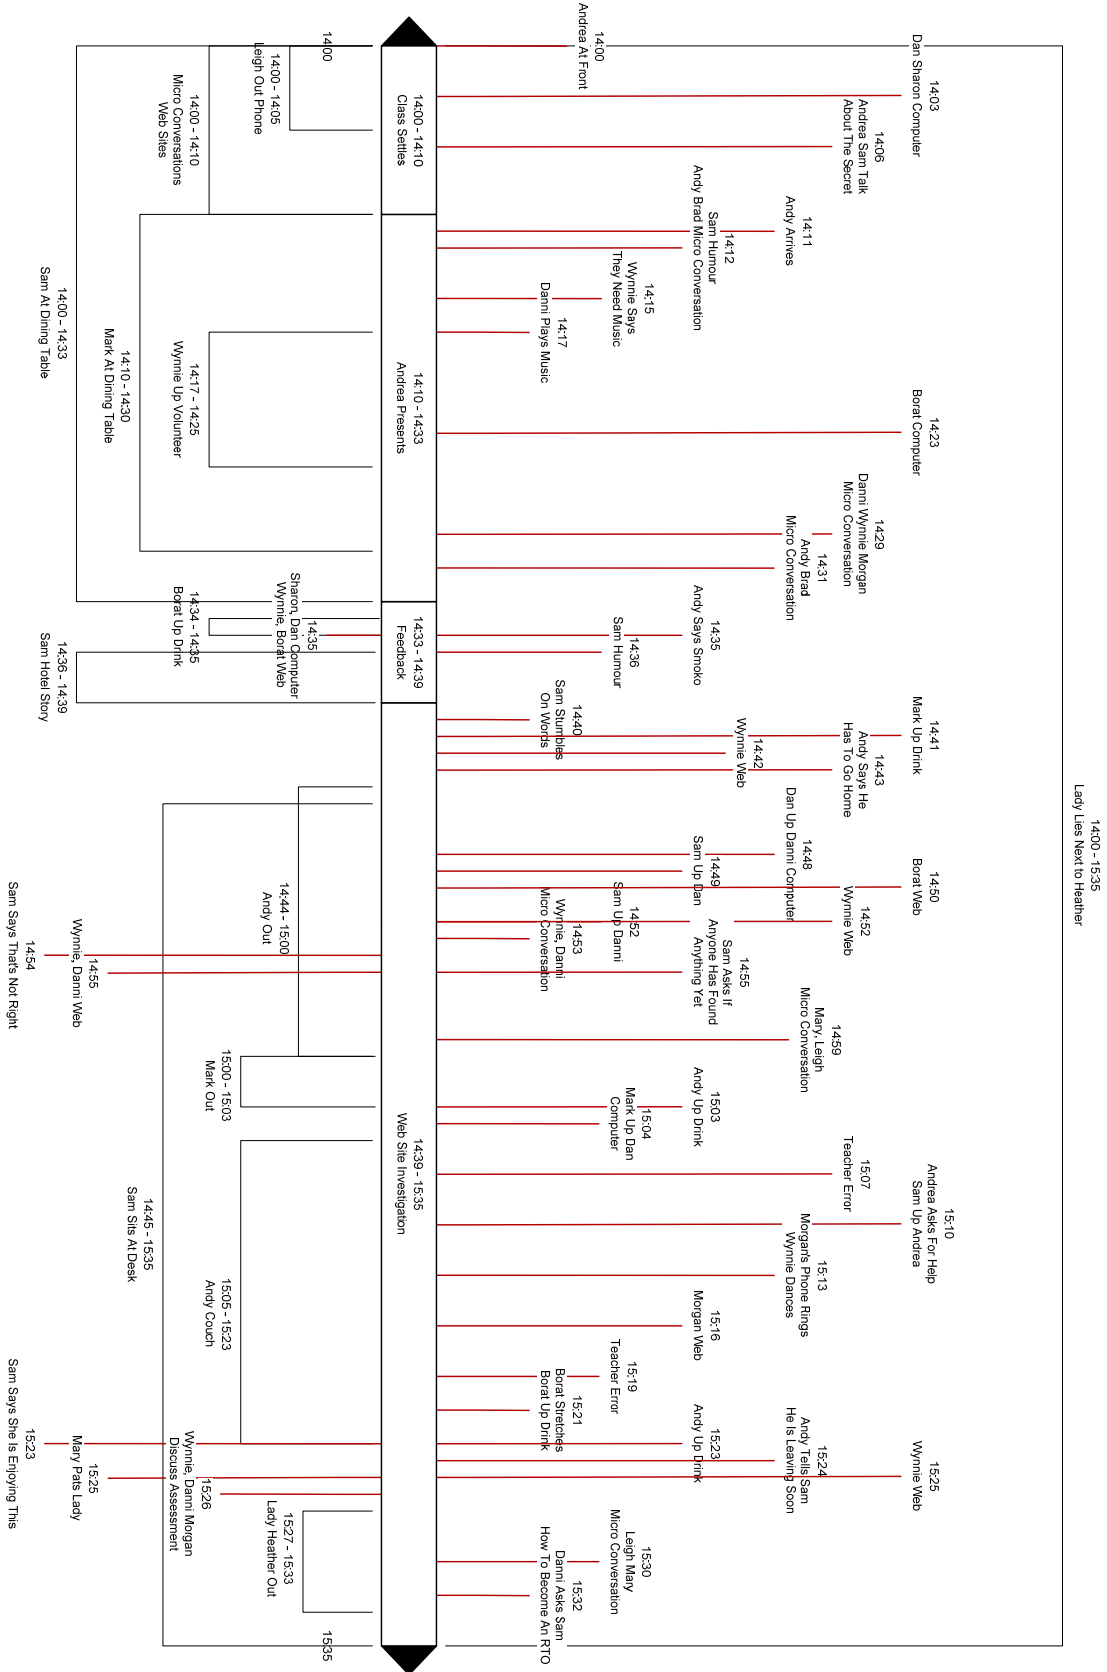 14:00 - 15:35
Lady Lies Next to Heather
14:03
Dan Sharon Computer
14:23
Borat Computer
14:41
Mark Up Drink
14:50
Borat Web
15:10
Andrea Asks For Help
Sam Up Andrea
15:25
Wynnie Web
14:06
Andrea Sam Talk
About The Secret
14:29
Danni Wynnie Morgan
Micro Conversation
14:43
Andy Says He
Has To Go Home
14:52
Wynnie Web
15:07
Teacher Error
14:11
Andy Arrives
14:31
Andy Brad
Micro Conversation
14:48
Dan Up Danni Computer
14:59
Mary, Leigh
Micro Conversation
15:13
Morgan's Phone Rings
Wynnie Dances
15:24
Andy Tells Sam
He Is Leaving Soon
14:12
Sam Humour
Andy Brad Micro Conversation
14:35
Andy Says Smoko
14:42
Wynnie Web
14:49
Sam Up Dan
14:55
Sam Asks If
Anyone Has Found
Anything Yet
15:03
Andy Up Drink
15:16
Morgan Web
15:23
Andy Up Drink
14:00
Andrea At Front
14:15
Wynnie Says
They Need Music
14:36
Sam Humour
14:52
Sam Up Danni
15:04
Mark Up Dan
Computer
15:19
Teacher Error
15:30
Leigh Mary
Micro Conversation
14:17
Danni Plays Music
14:40
Sam Stumbles
On Words
14:53
Wynnie, Danni
Micro Conversation
15:21
Borat Stretches
Borat Up Drink
15:32
Danni Asks Sam
How To Become An RTO
14:00 - 14:10
Class Settles
14:10 - 14:33
Andrea Presents
14:33 - 14:39
Feedback
14:39 - 15:35
Web Site Investigation
14:00
15:35
14:00 - 14:05
Leigh Out Phone
14:35
Sharon, Dan Computer
Wynnie, Borat Web
14:44 - 15:00
Andy Out
15:27 - 15:33
Lady Heather Out
14:00 - 14:10
Micro Conversations
Web Sites
14:17 - 14:25
Wynnie Up Volunteer
14:34 - 14:35
Borat Up Drink
15:00 - 15:03
Mark Out
15:05 - 15:23
Andy Couch
15:26
Wynnie, Danni Morgan
Discuss Assessment
14:10 - 14:30
Mark At Dining Table
14:45 - 15:35
Sam Sits At Desk
14:00 - 14:33
Sam At Dining Table
14:36 - 14:39
Sam Hotel Story
14:55
Wynnie, Danni Web
15:25
Mary Pats Lady
14:54
Sam Says That's Not Right
15:23
Sam Says She Is Enjoying This